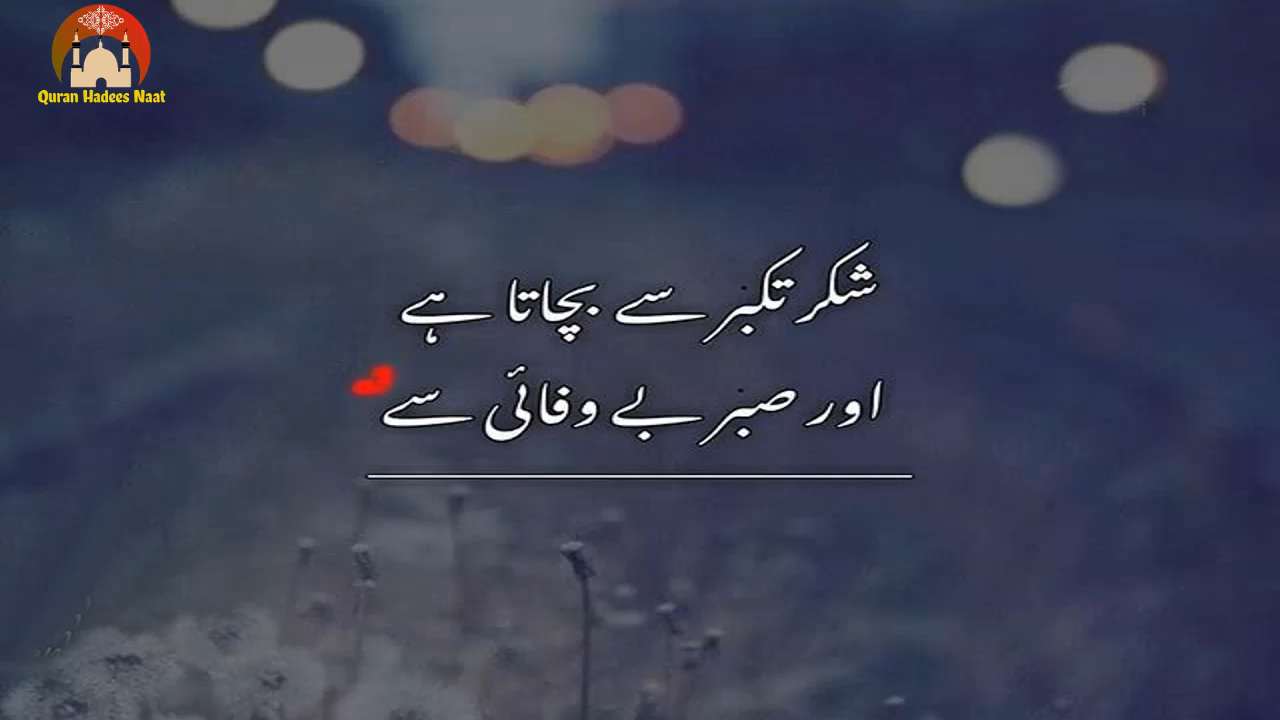 Quran Hadees Naat
شکر تکبر سے بچاتا ہے
اور صبر بے وفائی سے